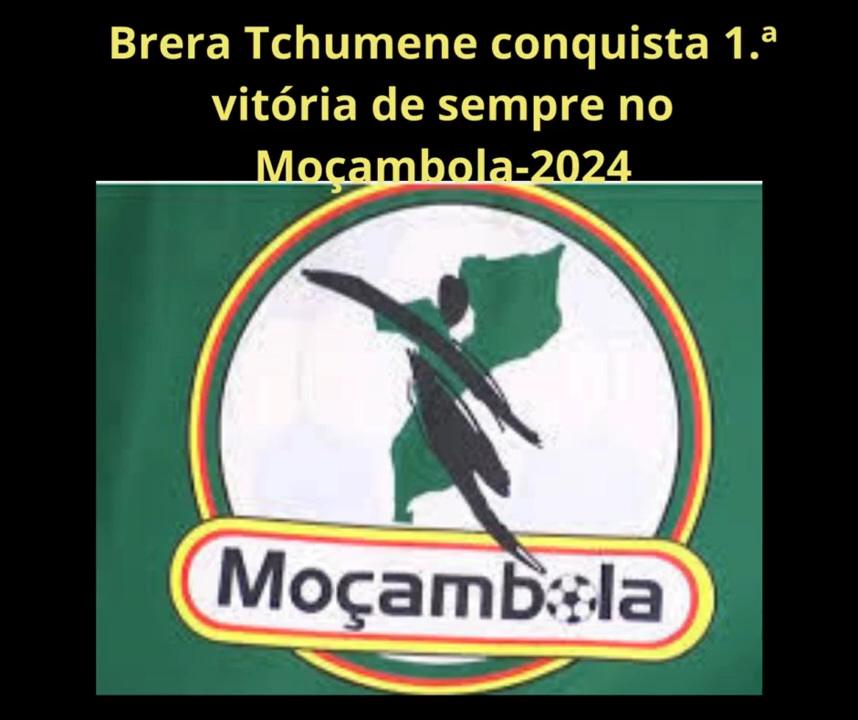 Brera Tchumene conquista 1.ª
vitória de sempre no
Moçambola-2024
Moçambola